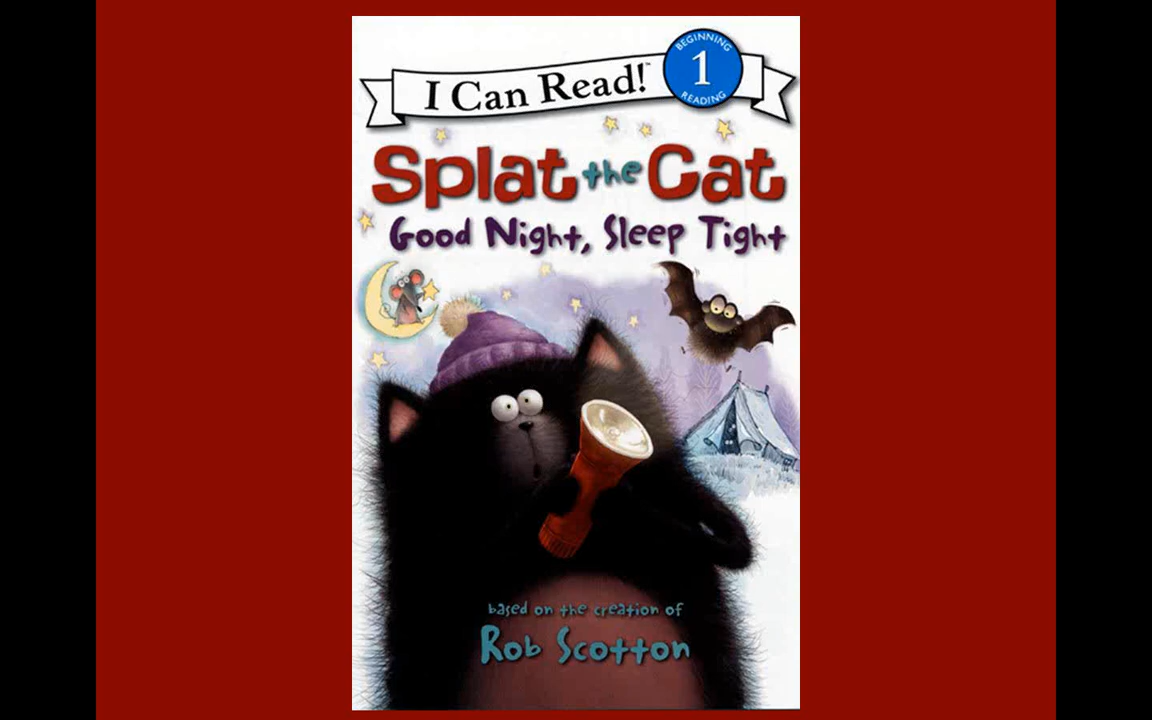 BEGINNING
1
READING
I Can Read!™
Splat the Cat
Good Night, Sleep Tight
based on the creation of
Rob Scotton